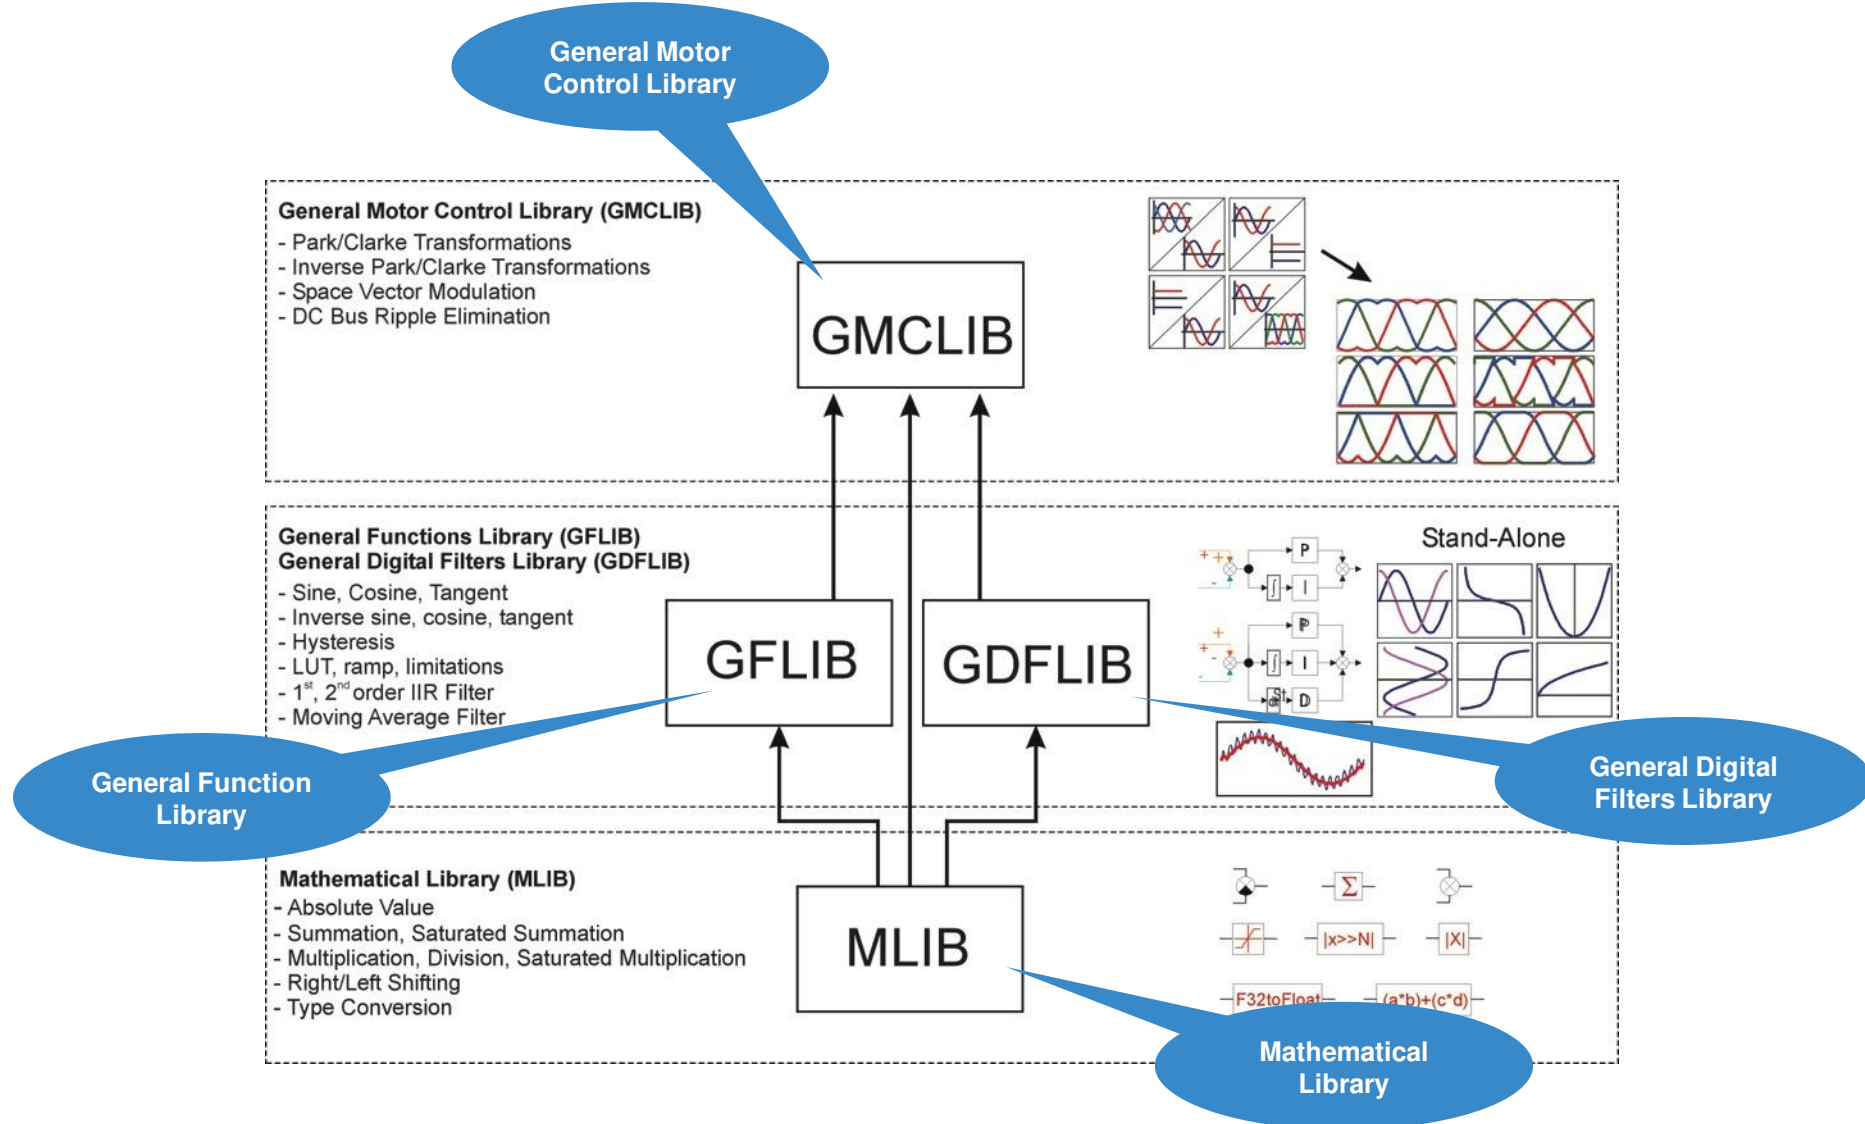 General Motor
Control Library
General Motor Control Library (GMCLIB)
- Park/Clarke Transformations
- Inverse Park/Clarke Transformations
- Space Vector Modulation
- DC Bus Ripple Elimination
GMCLIB
General Functions Library (GFLIB)
General Digital Filters Library (GDFLIB)
- Sine, Cosine, Tangent
- Inverse sine, cosine, tangent
- Hysteresis
- LUT, ramp, limitations
- 1st, 2nd order IIR Filter
- Moving Average Filter
GFLIB
GDFLIB
Stand-Alone
+ +
-
P
∫ I
+
+
-
-
P
∫ I
D
General Function
Library
General Digital
Filters Library
Mathematical Library (MLIB)
- Absolute Value
- Summation, Saturated Summation
- Multiplication, Division, Saturated Multiplication
- Right/Left Shifting
- Type Conversion
MLIB
Σ
|x>>N|
|X|
F32toFloat
(a*b)+(c*d)
Mathematical
Library